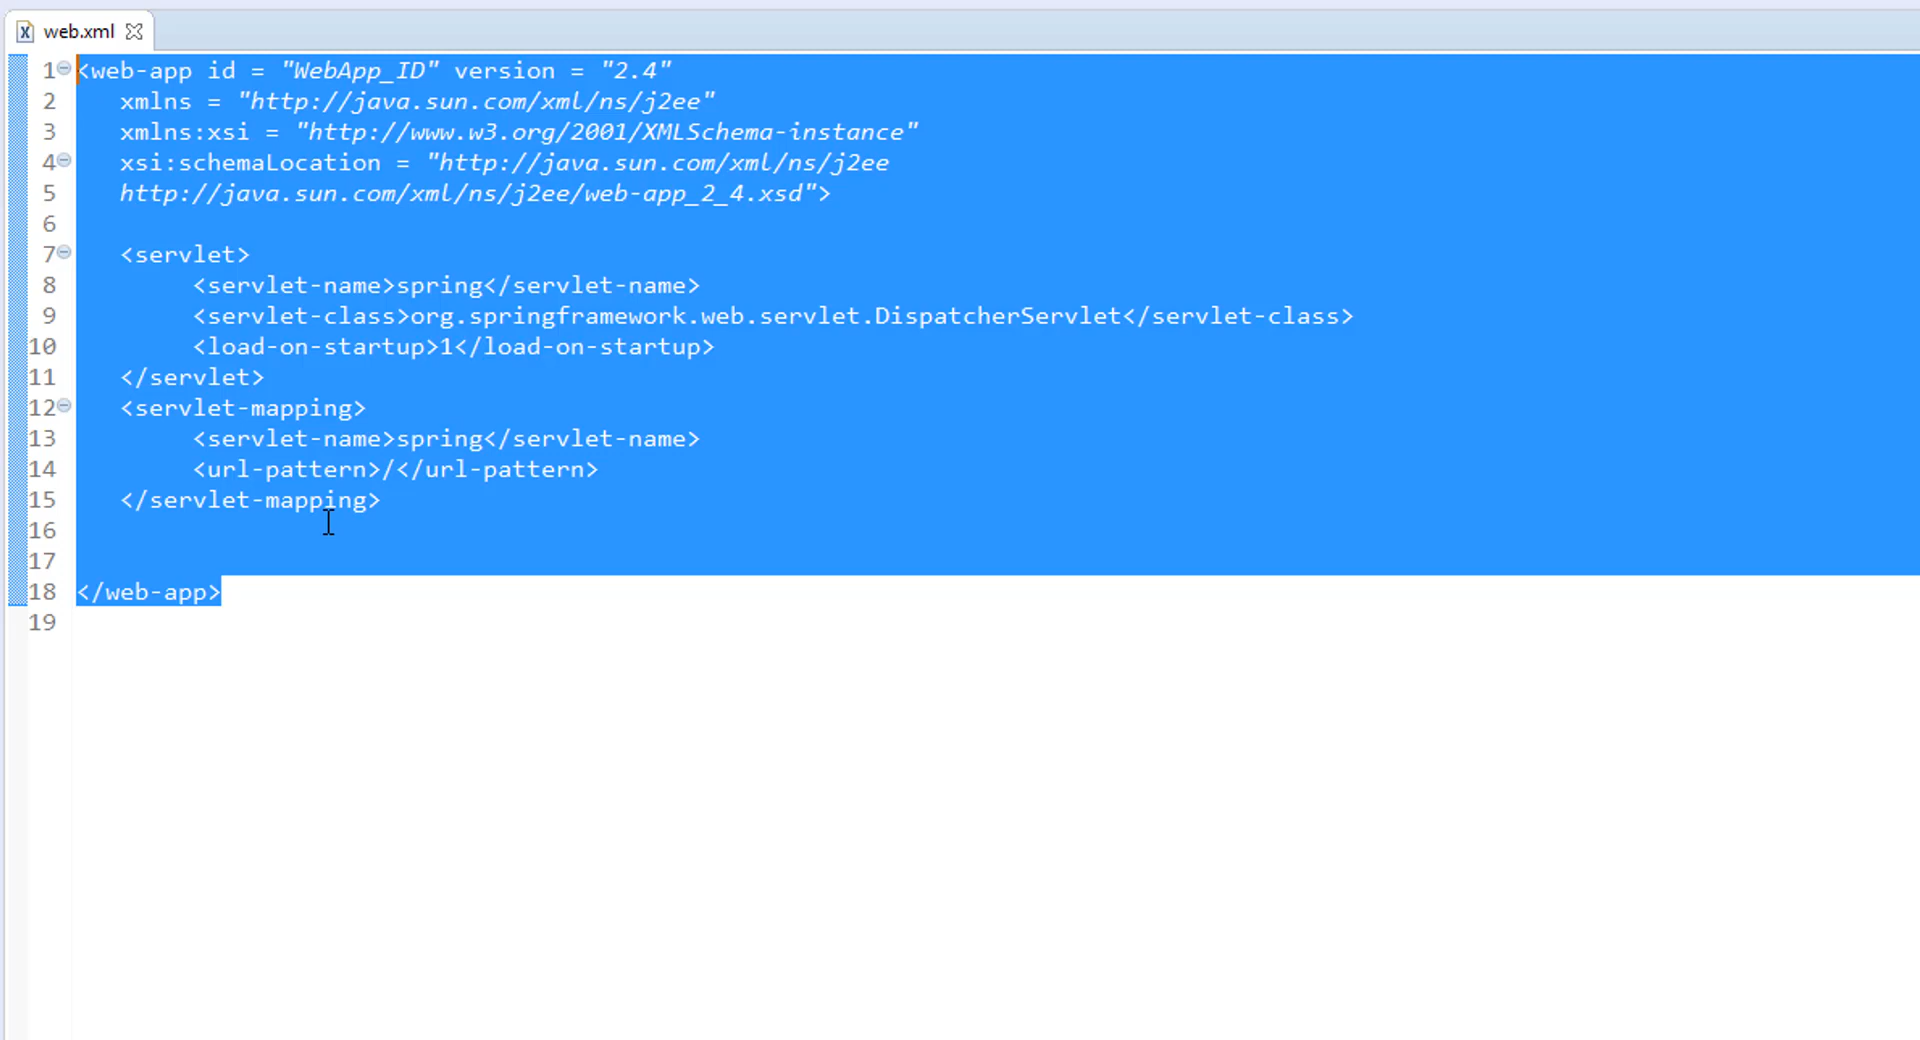 web.xml
1 <web-app id = "WebApp_ID" version = "2.4"
2 xmlns = "http://java.sun.com/xml/ns/j2ee"
3 xmlns:xsi = "http://www.w3.org/2001/XMLSchema-instance"
4 xsi:schemaLocation = "http://java.sun.com/xml/ns/j2ee
5 http://java.sun.com/xml/ns/j2ee/web-app_2_4.xsd">
6
7 <servlet>
8 <servlet-name>spring</servlet-name>
9 <servlet-class>org.springframework.web.servlet.DispatcherServlet</servlet-class>
10 <load-on-startup>1</load-on-startup>
11 </servlet>
12 <servlet-mapping>
13 <servlet-name>spring</servlet-name>
14 <url-pattern>/</url-pattern>
15 </servlet-mapping>
16
17
18 </web-app>
19